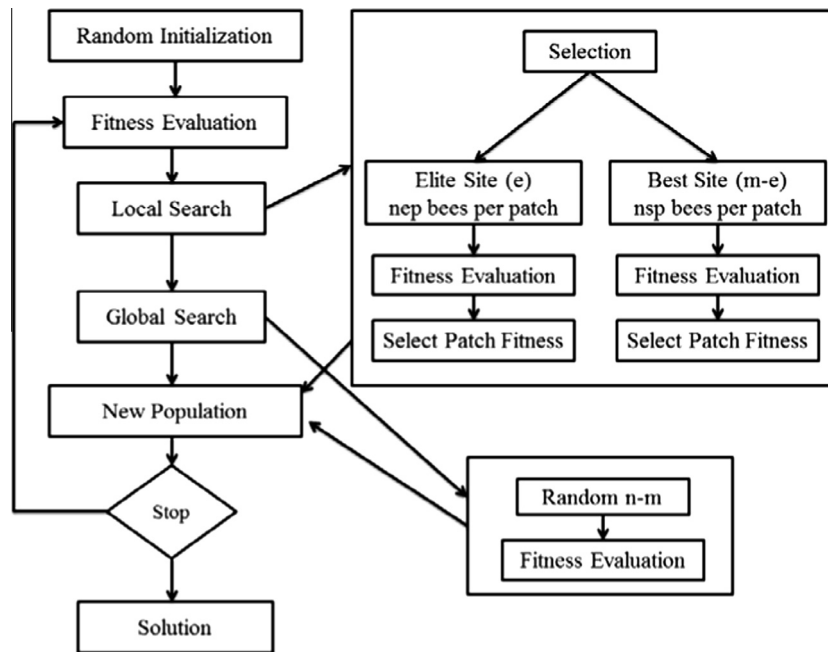 Random Initialization
Fitness Evaluation
Local Search
Global Search
New Population
Stop
Solution
Selection
Elite Site (e)
nep bees per patch
Fitness Evaluation
Select Patch Fitness
Best Site (m-e)
nsp bees per patch
Fitness Evaluation
Select Patch Fitness
Random n-m
Fitness Evaluation